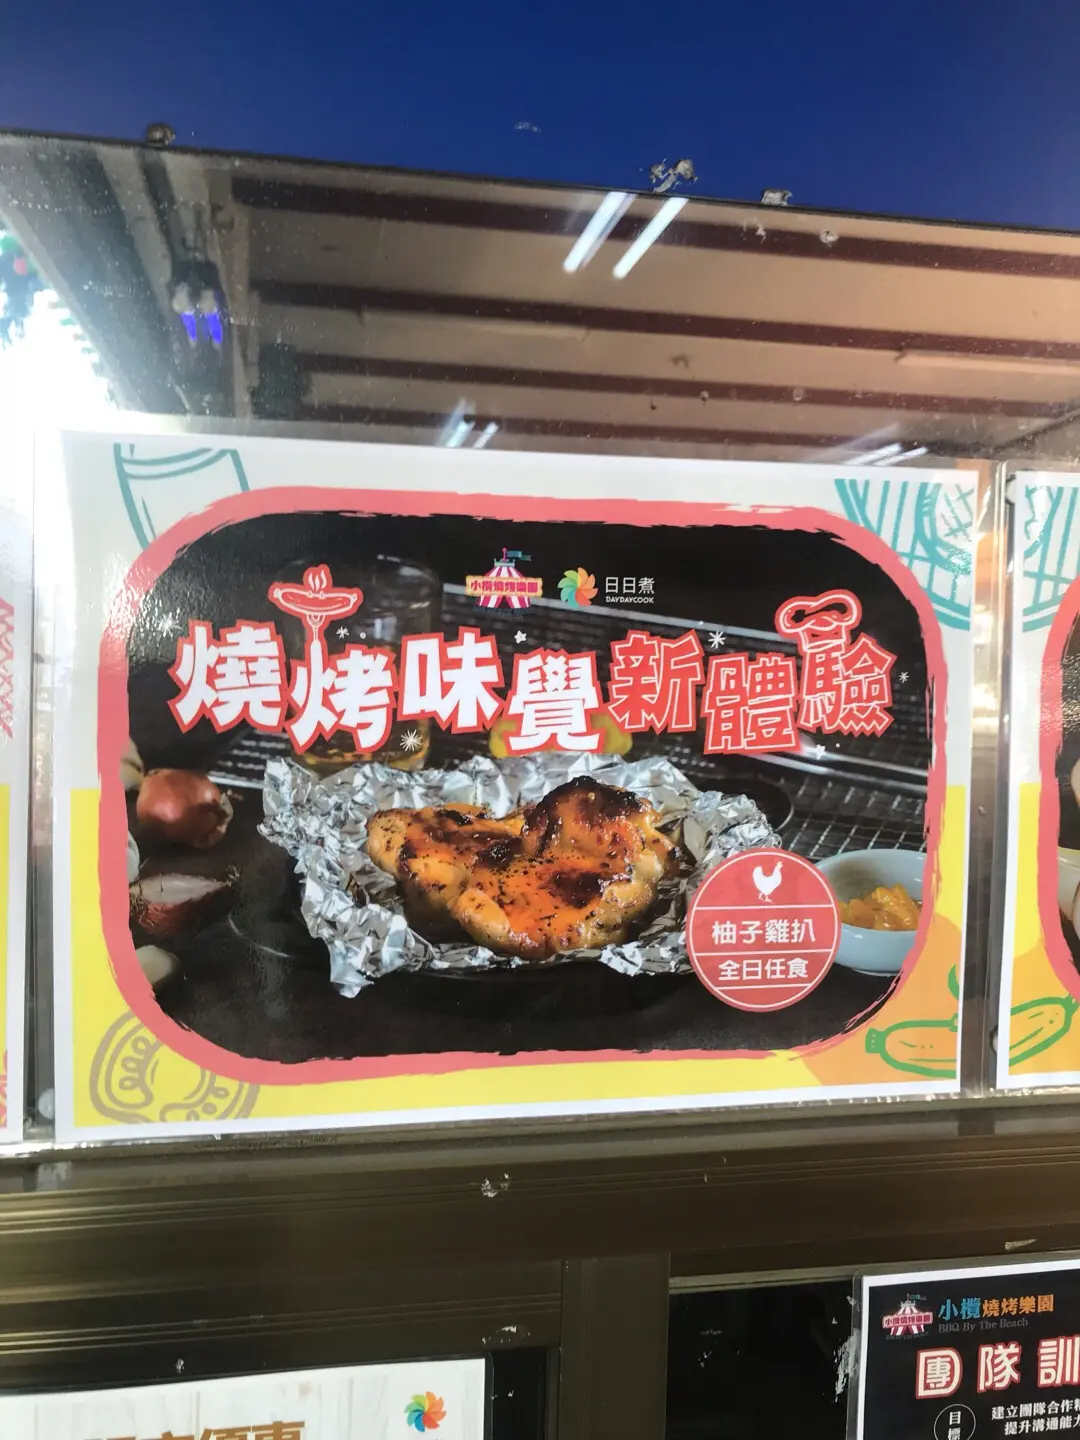 小欖燒烤樂園
日日煮
DAYDAYCOOK
燒烤味覺新體驗
柚子雞扒
全日任食
小欖燒烤樂園
小欖燒烤樂園
BBQ By The Beach
團隊訓
目標
建立團隊合作精
提升溝通能力